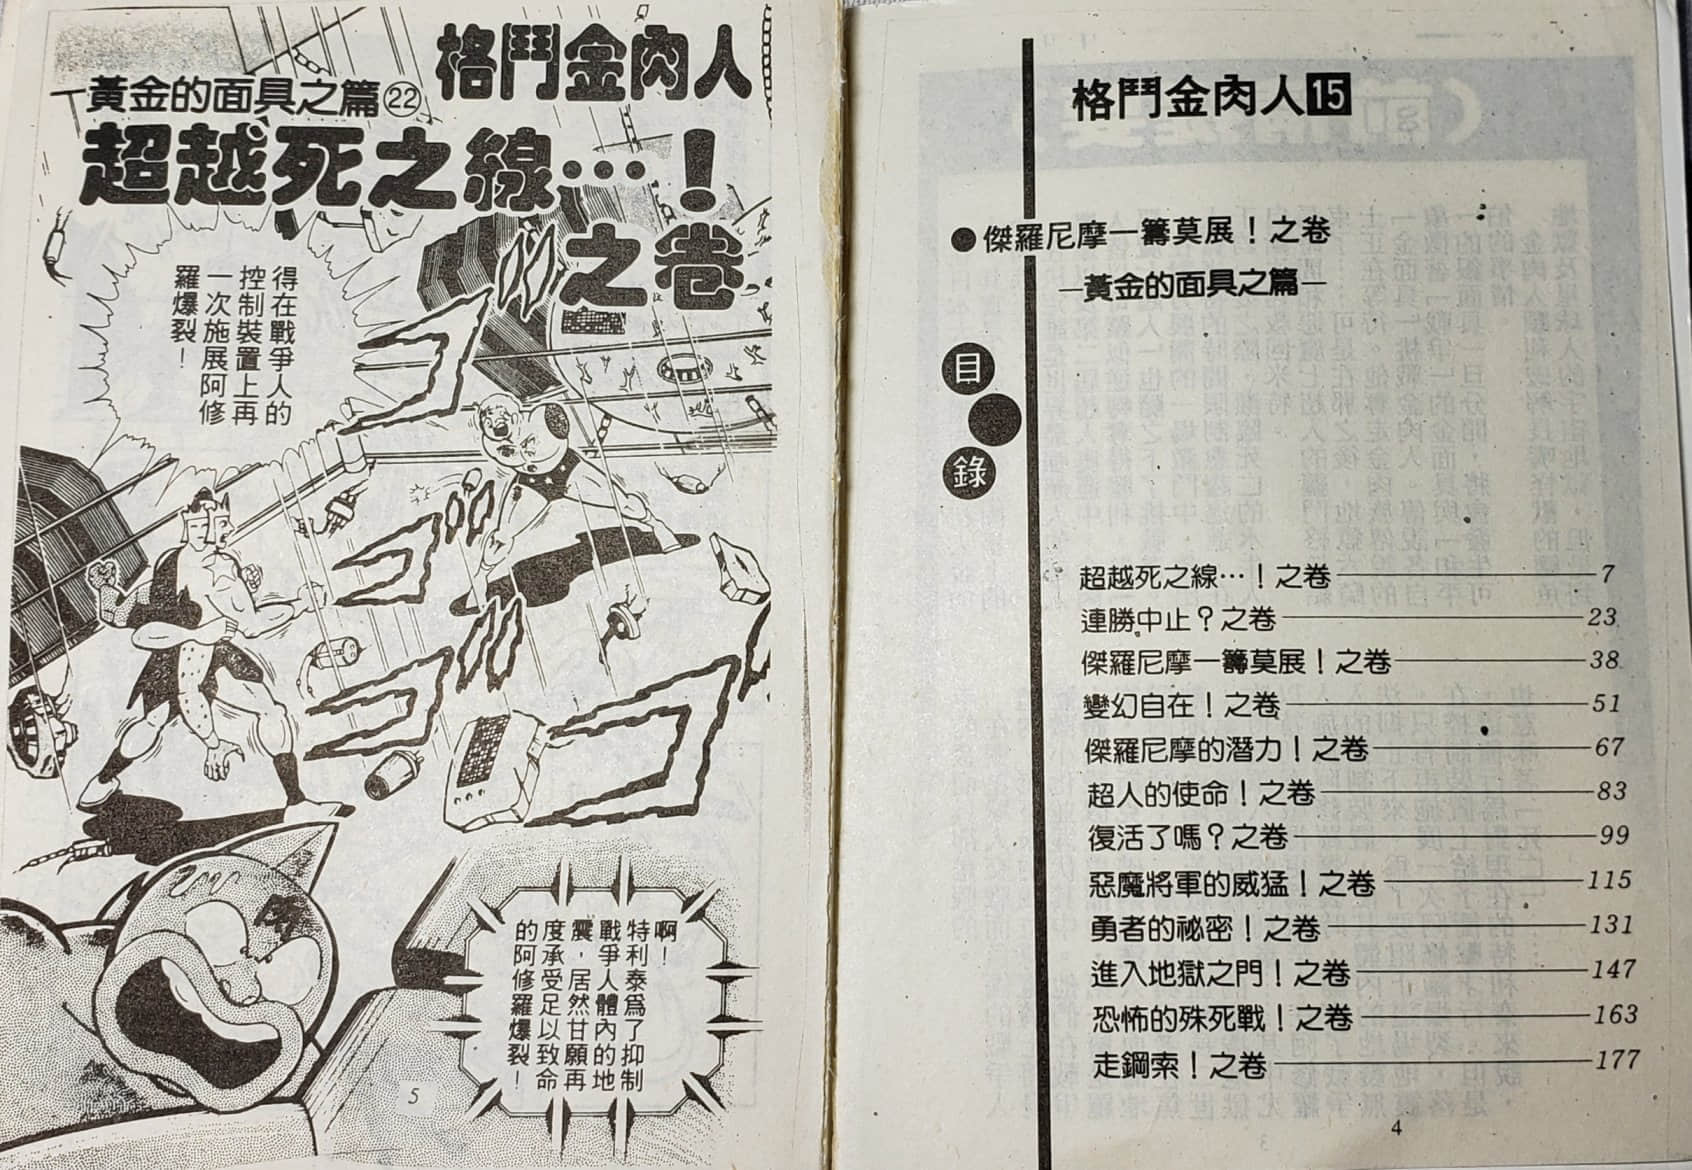 格鬥金肉人15
●傑羅尼摩一籌莫展！之卷
—黃金的面具之篇—
目
錄
超越死之線…！之卷 7
連勝中止？之卷 23
傑羅尼摩一籌莫展！之卷 38
變幻自在！之卷 51
傑羅尼摩的潛力！之卷 67
超人的使命！之卷 83
復活了嗎？之卷 99
惡魔將軍的威猛！之卷 115
勇者的祕密！之卷 131
進入地獄之門！之卷 147
恐怖的殊死戰！之卷 163
走鋼索！之卷 177
4
格鬥金肉人
黃金的面具之篇㉒
超越死之線…！
之卷
得在戰爭人的
控制裝置上再
一次施展阿修
羅爆裂！
啊！
特利泰為了抑制
戰爭人體內的地
震，居然甘願再
度承受足以致命
的阿修羅爆裂！
ゴゴゴゴ
5